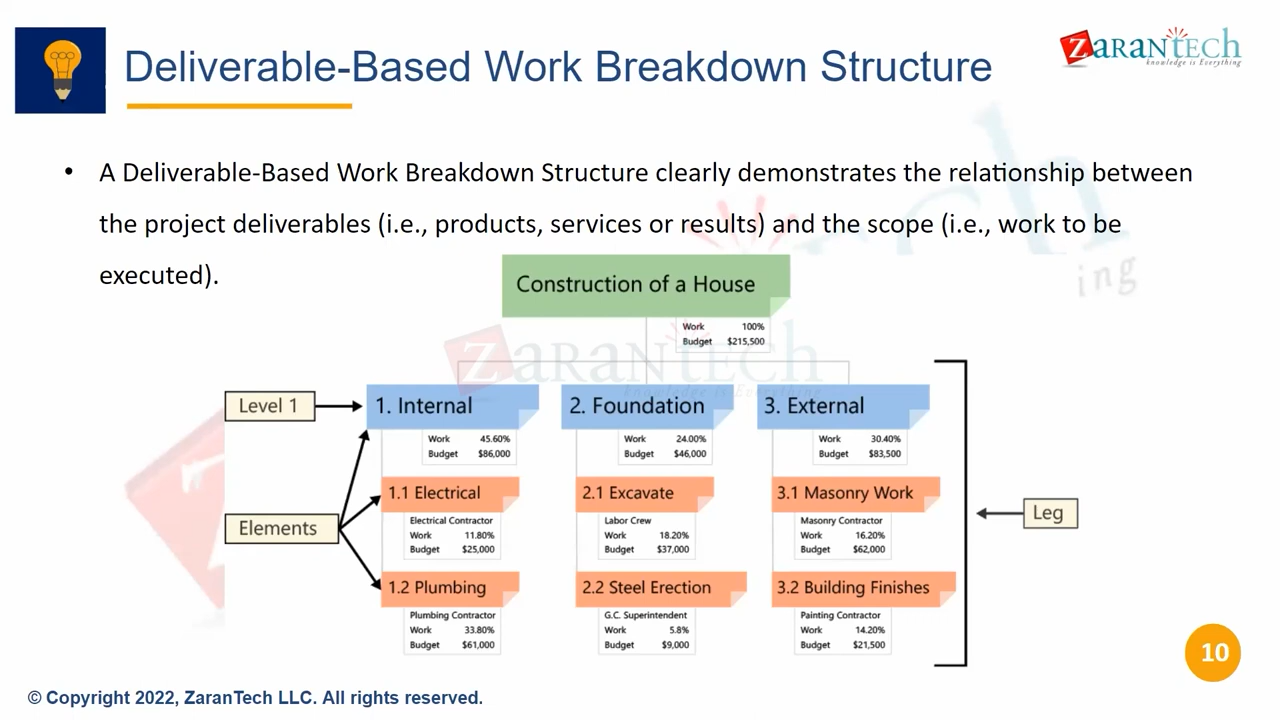 Deliverable-Based Work Breakdown Structure
ZARANTECH
knowledge is Everything
• A Deliverable-Based Work Breakdown Structure clearly demonstrates the relationship between
the project deliverables (i.e., products, services or results) and the scope (i.e., work to be
executed).
Construction of a House
Work 100%
Budget $215,500
Level 1
1. Internal
Work 45.60%
Budget $86,000
2. Foundation
Work 24.00%
Budget $46,000
3. External
Work 30.40%
Budget $83,500
Elements
1.1 Electrical
Electrical Contractor
Work 11.80%
Budget $25,000
2.1 Excavate
Labor Crew
Work 18.20%
Budget $37,000
3.1 Masonry Work
Masonry Contractor
Work 16.20%
Budget $62,000
Leg
1.2 Plumbing
Plumbing Contractor
Work 33.80%
Budget $61,000
2.2 Steel Erection
G.C. Superintendent
Work 5.8%
Budget $9,000
3.2 Building Finishes
Painting Contractor
Work 14.20%
Budget $21,500
ZARANTECH
knowledge is Everything
ing
10
© Copyright 2022, ZaranTech LLC. All rights reserved.